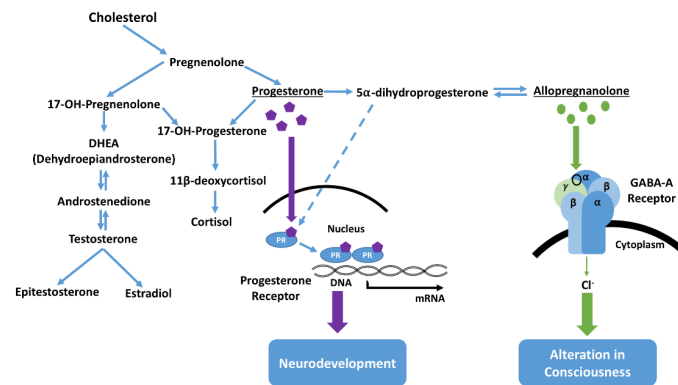 Cholesterol
Pregnenolone
Progesterone
5α-dihydroprogesterone
Allopregnanolone
17-OH-Pregnenolone
17-OH-Progesterone
DHEA
(Dehydroepiandrosterone)
11β-deoxycortisol
Androstenedione
Cortisol
Testosterone
Epitestosterone
Estradiol
Nucleus
PR
PR
PR
Progesterone
Receptor
DNA
mRNA
Neurodevelopment
α
γ
β
β
α
GABA-A
Receptor
Cytoplasm
Cl-
Alteration in
Consciousness